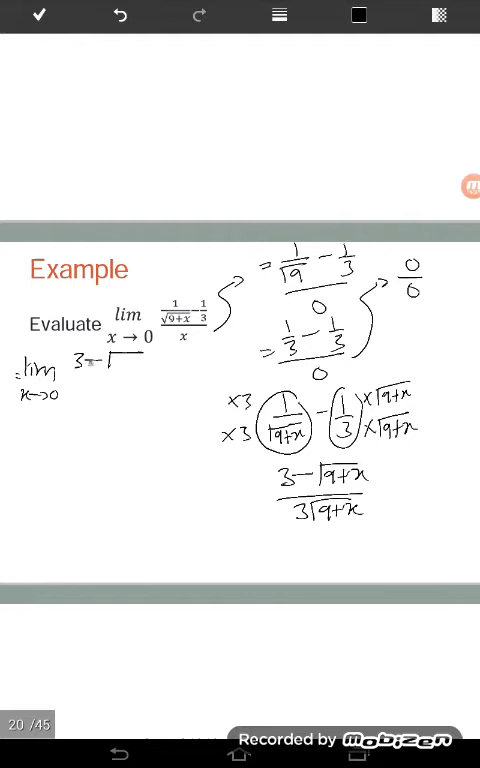 Example
Evaluate lim x → 0 (1/√(9+x) − 1/3)/x
= (1/√9 − 1/3)/0
= (1/3 − 1/3)/0
0/0
×3 1/√(9+x) − 1/3 ×√(9+x)
×3 ×√(9+x)
(3 − √(9+x))/(3√(9+x))
= lim x→0 3 − √
20 /45
Recorded by mobizen